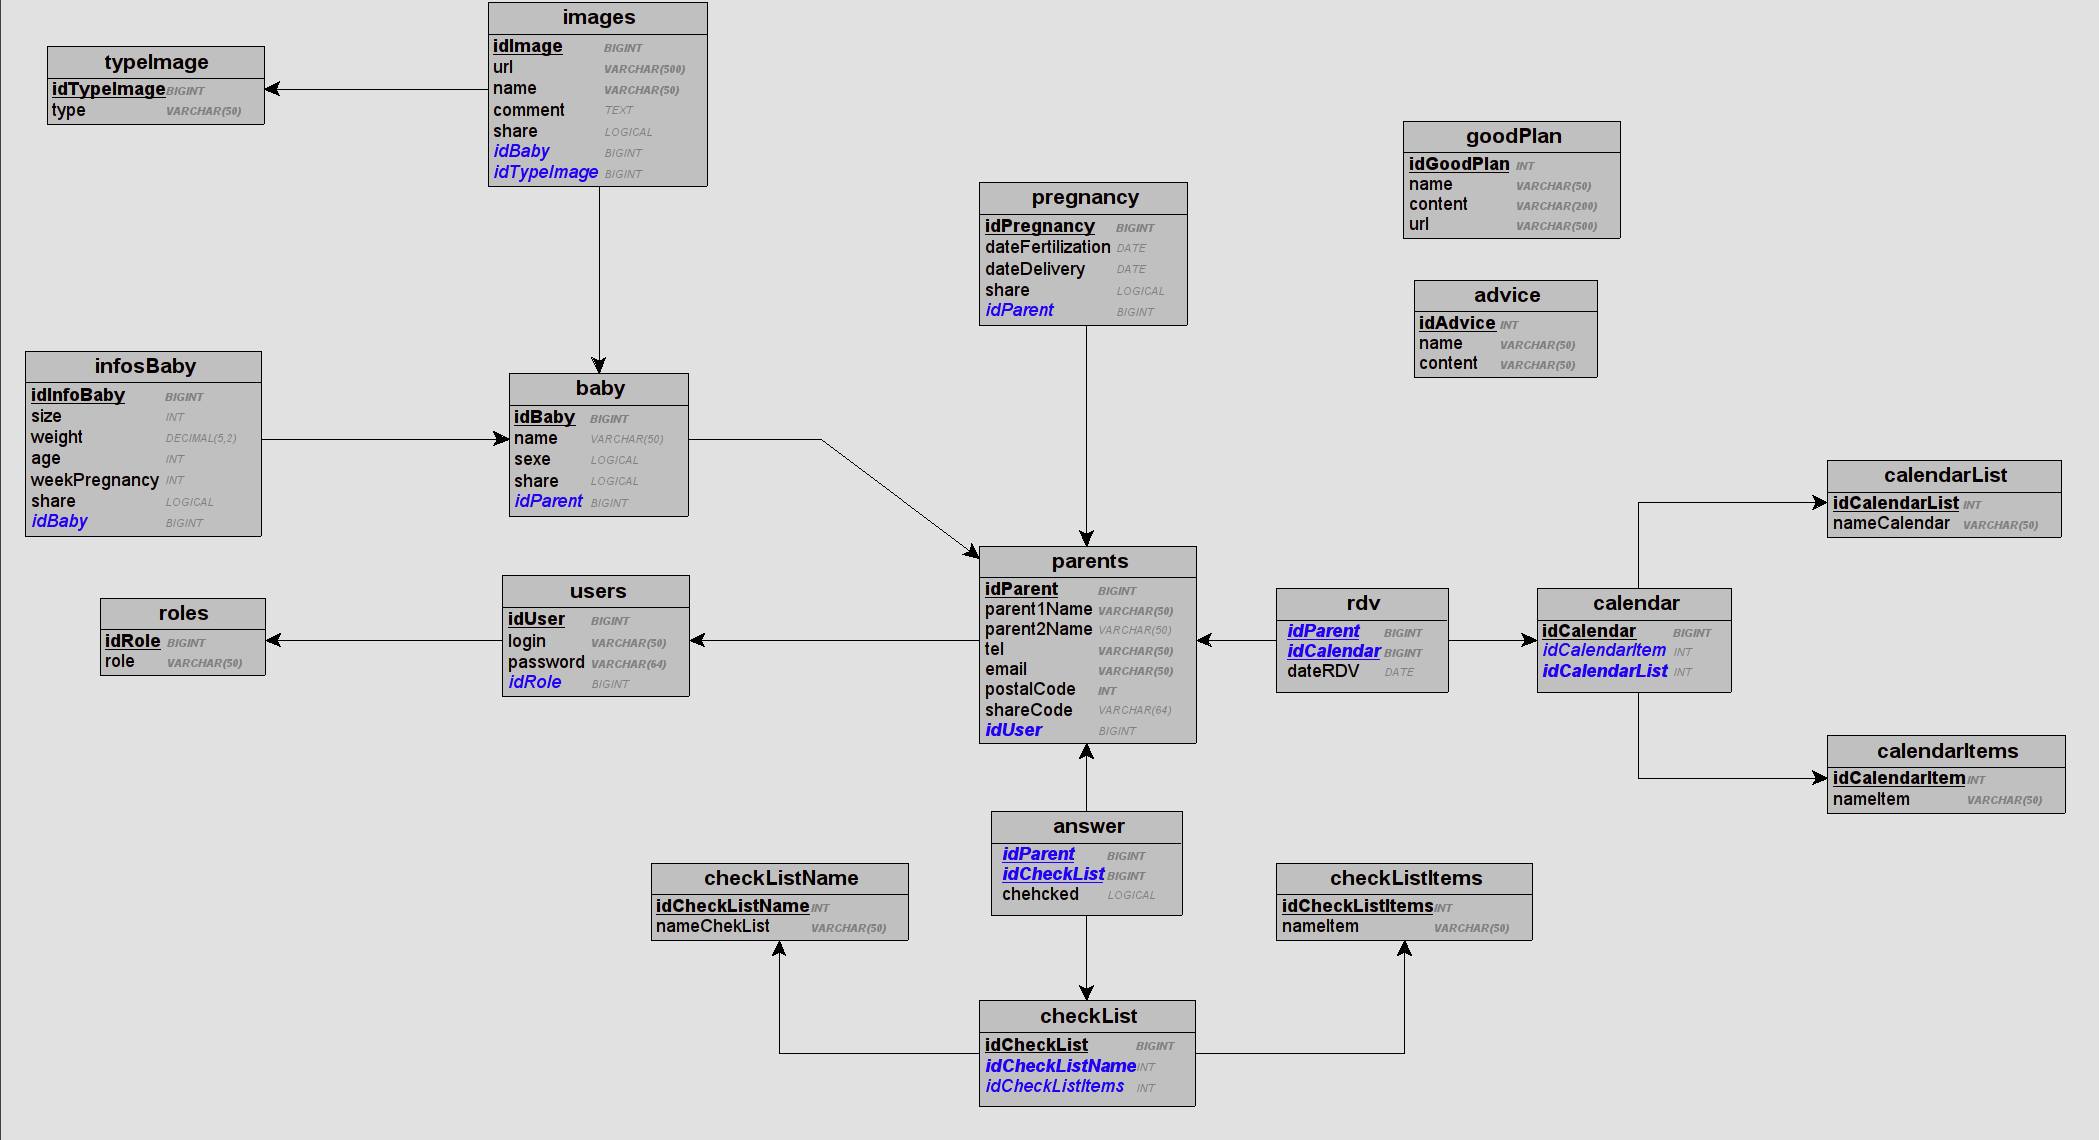 images
idImage BIGINT
url VARCHAR(500)
name VARCHAR(50)
comment TEXT
share LOGICAL
idBaby BIGINT
idTypeImage BIGINT
typeImage
idTypeImage BIGINT
type VARCHAR(50)
goodPlan
idGoodPlan INT
name VARCHAR(50)
content VARCHAR(200)
url VARCHAR(500)
pregnancy
idPregnancy BIGINT
dateFertilization DATE
dateDelivery DATE
share LOGICAL
idParent BIGINT
advice
idAdvice INT
name VARCHAR(50)
content VARCHAR(50)
infosBaby
idInfoBaby BIGINT
size INT
weight DECIMAL(5,2)
age INT
weekPregnancy INT
share LOGICAL
idBaby BIGINT
baby
idBaby BIGINT
name VARCHAR(50)
sexe LOGICAL
share LOGICAL
idParent BIGINT
calendarList
idCalendarList INT
nameCalendar VARCHAR(50)
parents
idParent BIGINT
parent1Name VARCHAR(50)
parent2Name VARCHAR(50)
tel VARCHAR(50)
email VARCHAR(50)
postalCode INT
shareCode VARCHAR(64)
idUser BIGINT
users
idUser BIGINT
login VARCHAR(50)
password VARCHAR(64)
idRole BIGINT
roles
idRole BIGINT
role VARCHAR(50)
rdv
idParent BIGINT
idCalendar BIGINT
dateRDV DATE
calendar
idCalendar BIGINT
idCalendarItem INT
idCalendarList INT
calendarItems
idCalendarItem INT
nameItem VARCHAR(50)
answer
idParent BIGINT
idCheckList BIGINT
chehcked LOGICAL
checkListName
idCheckListName INT
nameChekList VARCHAR(50)
checkListItems
idCheckListItems INT
nameItem VARCHAR(50)
checkList
idCheckList BIGINT
idCheckListName INT
idCheckListItems INT